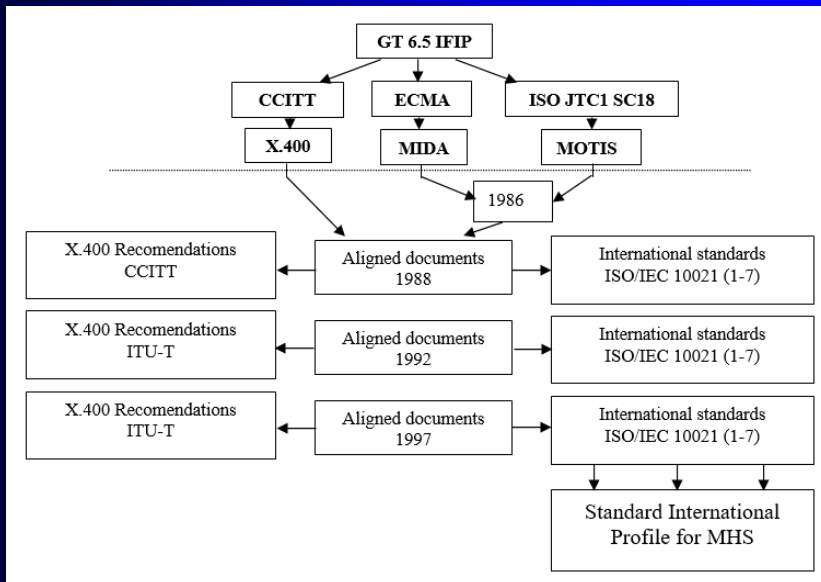 GT 6.5 IFIP
CCITT
ECMA
ISO JTC1 SC18
X.400
MIDA
MOTIS
1986
X.400 Recomendations
CCITT
Aligned documents
1988
International standards
ISO/IEC 10021 (1-7)
X.400 Recomendations
ITU-T
Aligned documents
1992
International standards
ISO/IEC 10021 (1-7)
X.400 Recomendations
ITU-T
Aligned documents
1997
International standards
ISO/IEC 10021 (1-7)
Standard International
Profile for MHS